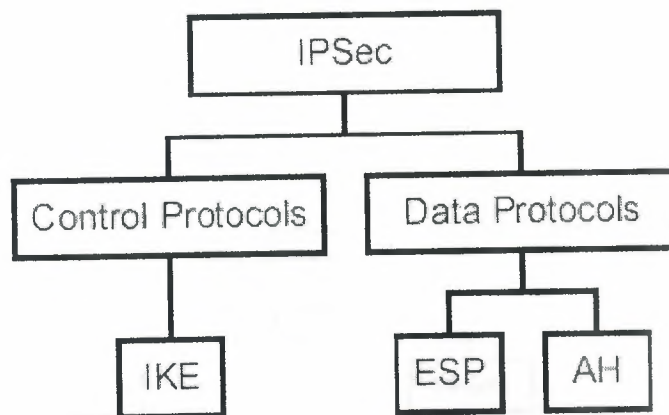 IPSec
Control Protocols
Data Protocols
IKE
ESP
AH